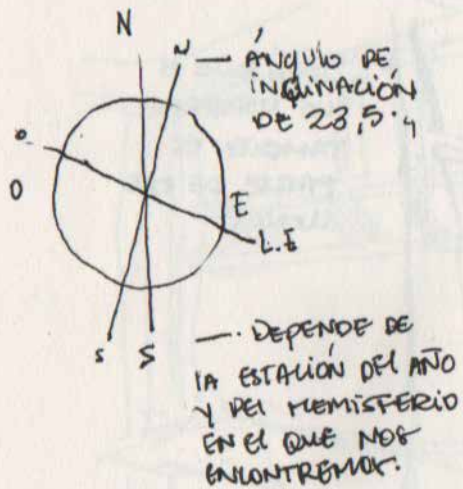 N
N — ÁNGULO DE
INCLINACIÓN
DE 23,5°
O
E
L.E
S S
— DEPENDE DE
LA ESTACIÓN DEL AÑO
Y DEL HEMISFERIO
EN EL QUE NOS
ENCONTREMOS.